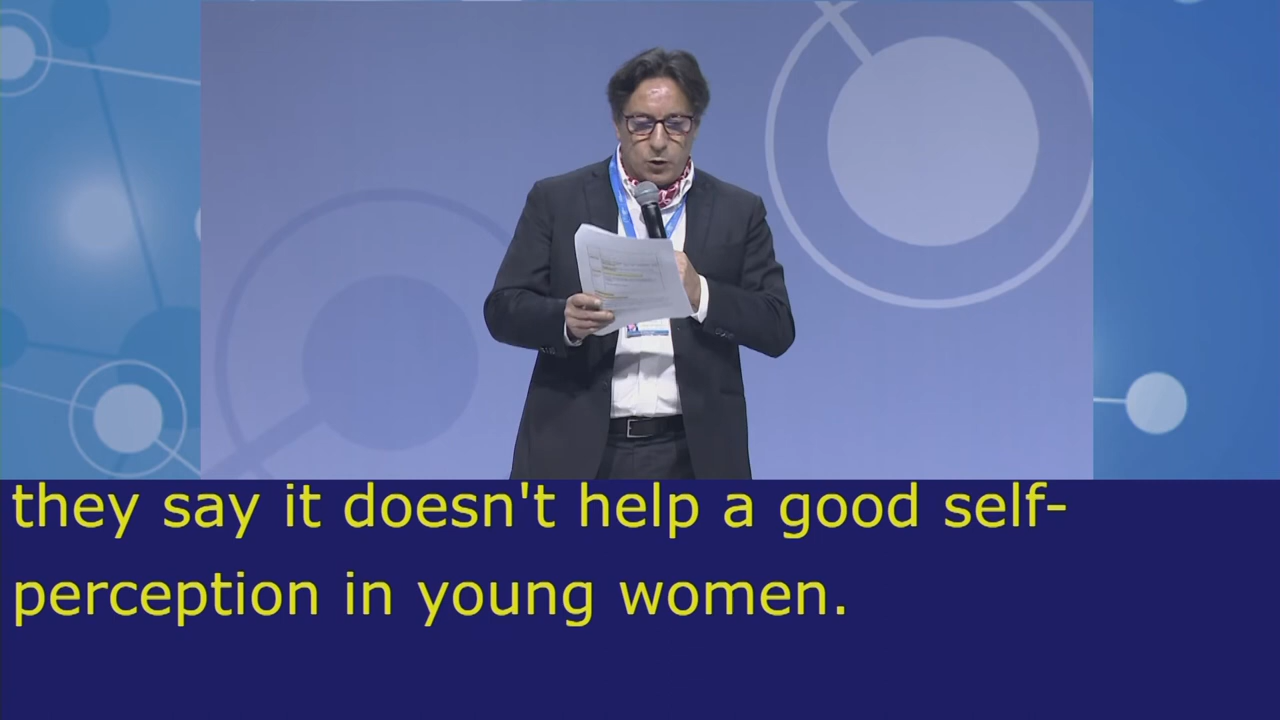 they say it doesn't help a good self-
perception in young women.